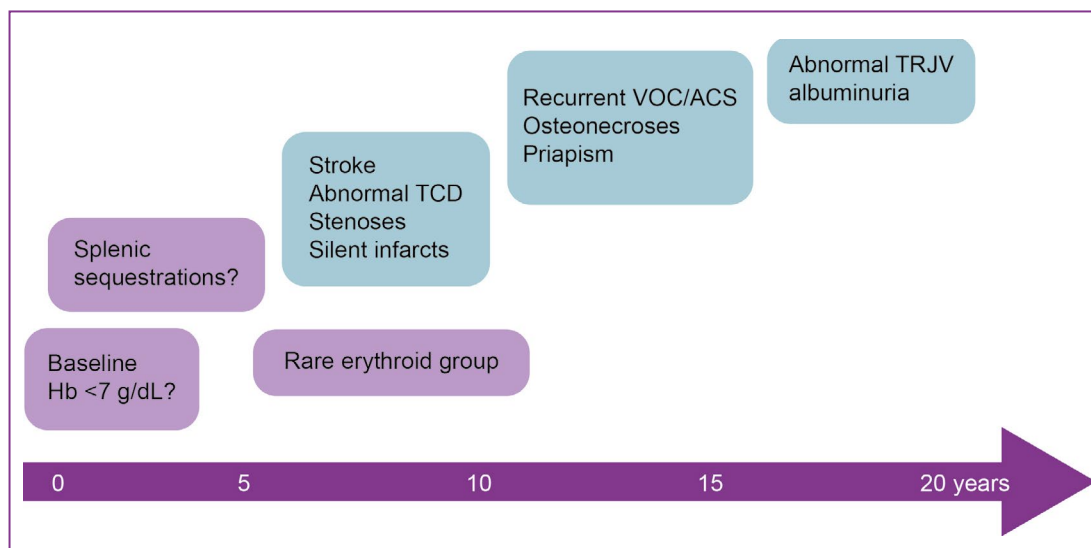 Abnormal TRJV
albuminuria
Recurrent VOC/ACS
Osteonecroses
Priapism
Stroke
Abnormal TCD
Stenoses
Silent infarcts
Splenic
sequestrations?
Baseline
Hb <7 g/dL?
Rare erythroid group
0 5 10 15 20 years